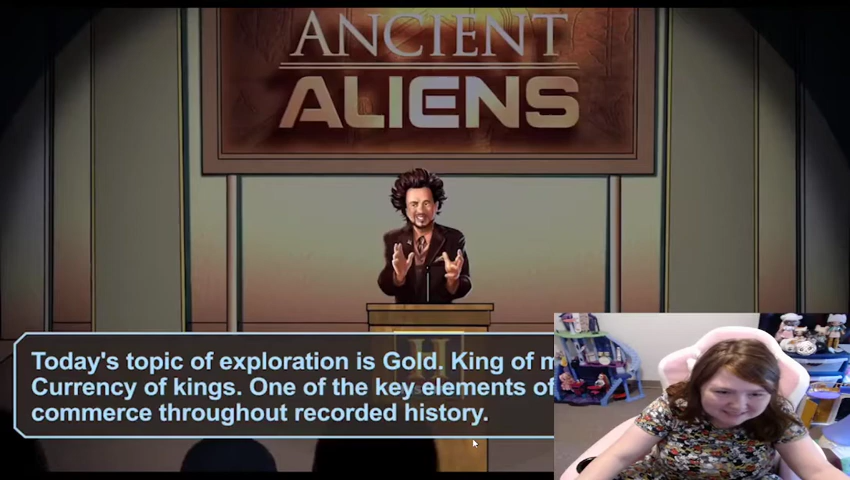 ANCIENT
ALIENS
Today's topic of exploration is Gold. King of
Currency of kings. One of the key elements of
commerce throughout recorded history.